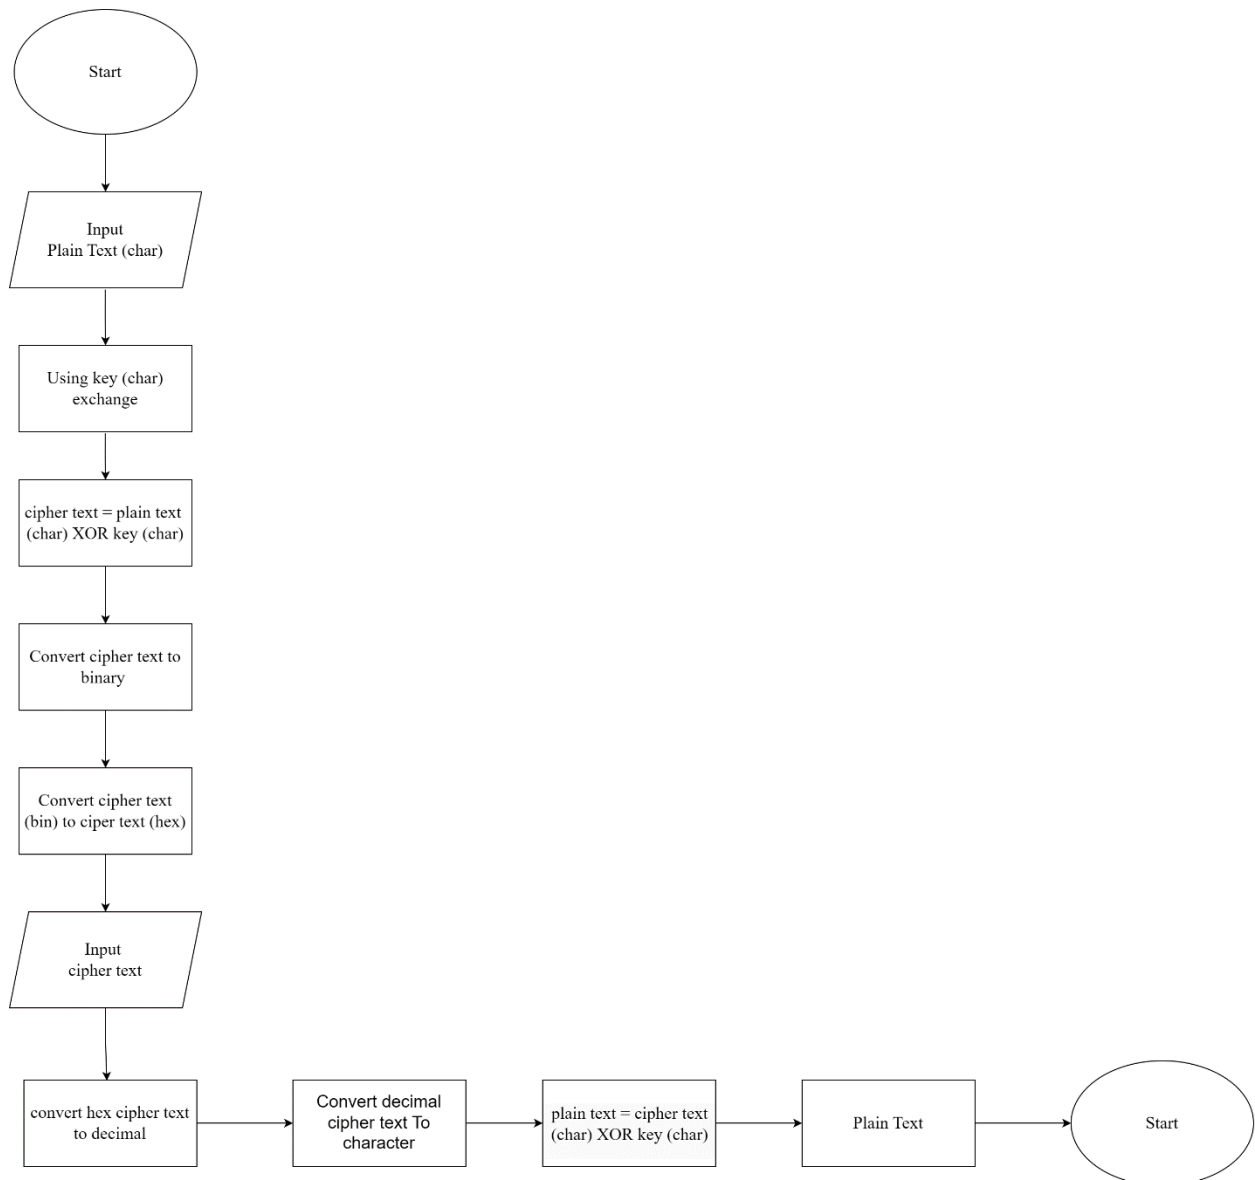 Start
Input
Plain Text (char)
Using key (char)
exchange
cipher text = plain text
(char) XOR key (char)
Convert cipher text to
binary
Convert cipher text
(bin) to ciper text (hex)
Input
cipher text
convert hex cipher text
to decimal
Convert decimal
cipher text To
character
plain text = cipher text
(char) XOR key (char)
Plain Text
Start